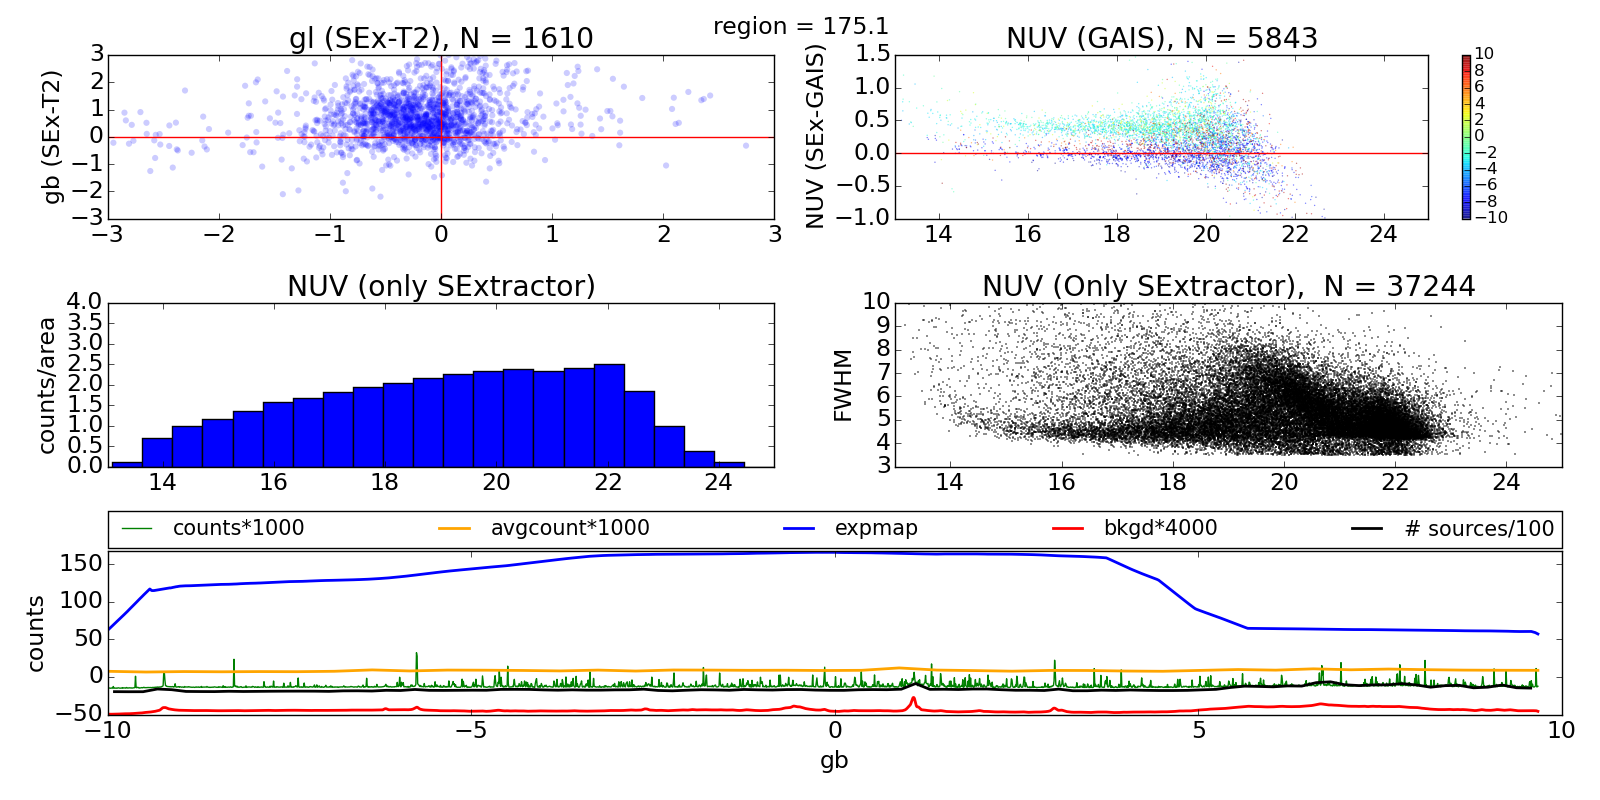 region = 175.1
gl (SEx-T2), N = 1610
gb (SEx-T2)
3
2
1
0
−1
−2
−3
−3 −2 −1 0 1 2 3
NUV (GAIS), N = 5843
NUV (SEx-GAIS)
1.5
1.0
0.5
0.0
−0.5
−1.0
14 16 18 20 22 24
10
8
6
4
2
0
−2
−4
−6
−8
−10
NUV (only SExtractor)
counts/area
4.0
3.5
3.0
2.5
2.0
1.5
1.0
0.5
0.0
14 16 18 20 22 24
NUV (Only SExtractor), N = 37244
FWHM
10
9
8
7
6
5
4
3
14 16 18 20 22 24
counts*1000 avgcount*1000 expmap bkgd*4000 # sources/100
counts
150
100
50
0
−50
−10 −5 0 5 10
gb